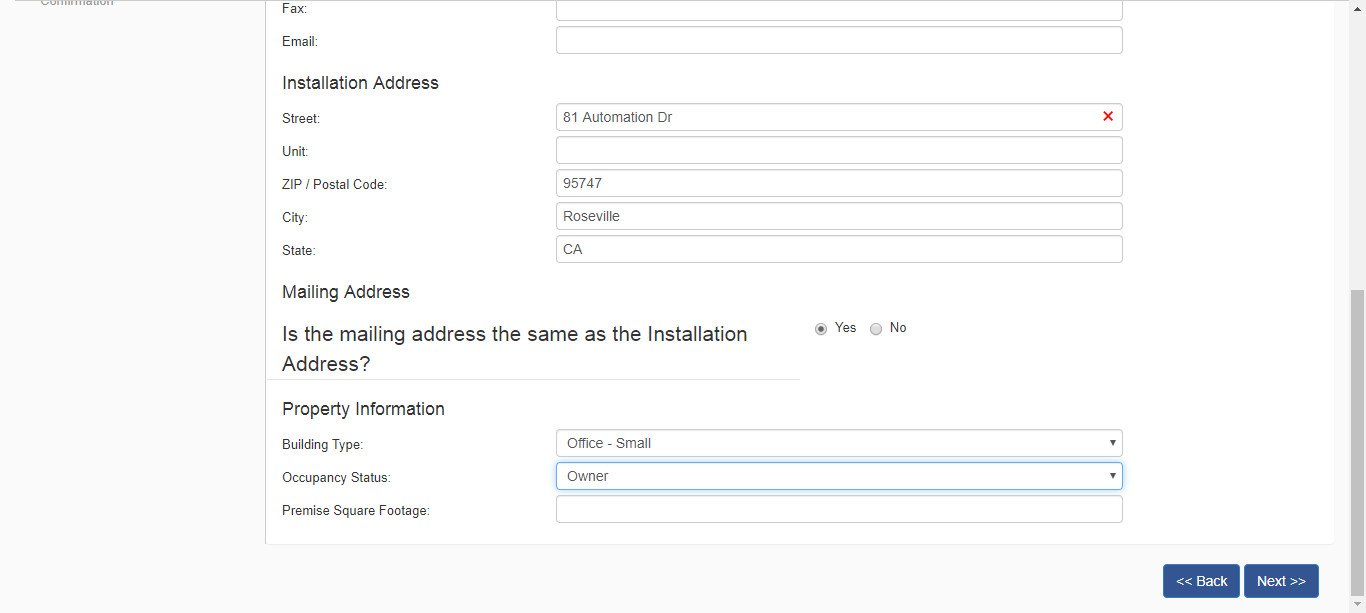 Confirmation
Fax:
Email:
Installation Address
Street: 81 Automation Dr
Unit:
ZIP / Postal Code: 95747
City: Roseville
State: CA
Mailing Address
Is the mailing address the same as the Installation Yes No
Address?
Property Information
Building Type: Office - Small
Occupancy Status: Owner
Premise Square Footage:
<< Back Next >>